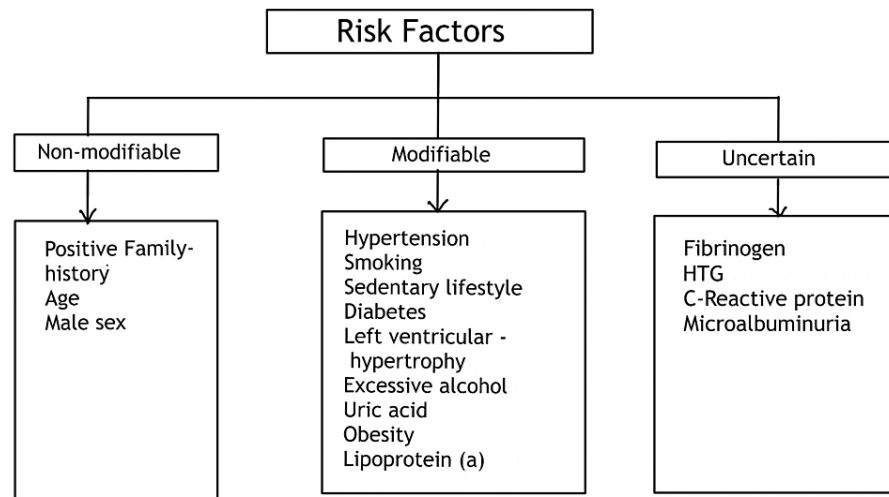 Risk Factors
Non-modifiable
Modifiable
Uncertain
Positive Family-
history
Age
Male sex
Hypertension
Smoking
Sedentary lifestyle
Diabetes
Left ventricular -
hypertrophy
Excessive alcohol
Uric acid
Obesity
Lipoprotein (a)
Fibrinogen
HTG
C-Reactive protein
Microalbuminuria